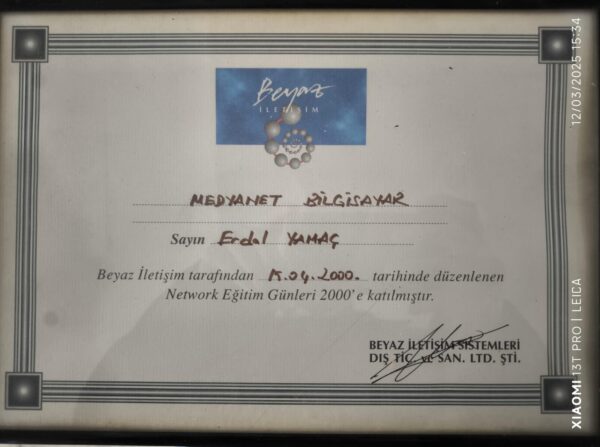 Beyaz
İLETİŞİM
MEDYANET BİLGİSAYAR
Sayın Erdal YAMAÇ
Beyaz İletişim tarafından 15.04.2000. tarihinde düzenlenen
Network Eğitim Günleri 2000'e katılmıştır.
BEYAZ İLETİŞİM SİSTEMLERİ
DIŞ TİC. ve SAN. LTD. ŞTİ.
12/03/2025 15:34
XIAOMI 13T PRO | LEICA